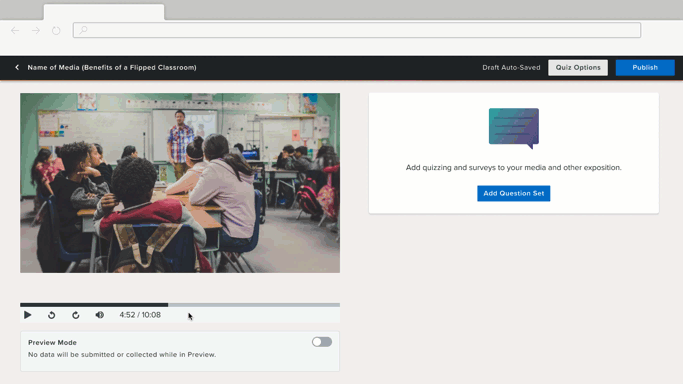 Name of Media (Benefits of a Flipped Classroom)
Draft Auto-Saved
Quiz Options
Publish
Add quizzing and surveys to your media and other exposition.
Add Question Set
4:52 / 10:08
Preview Mode
No data will be submitted or collected while in Preview.